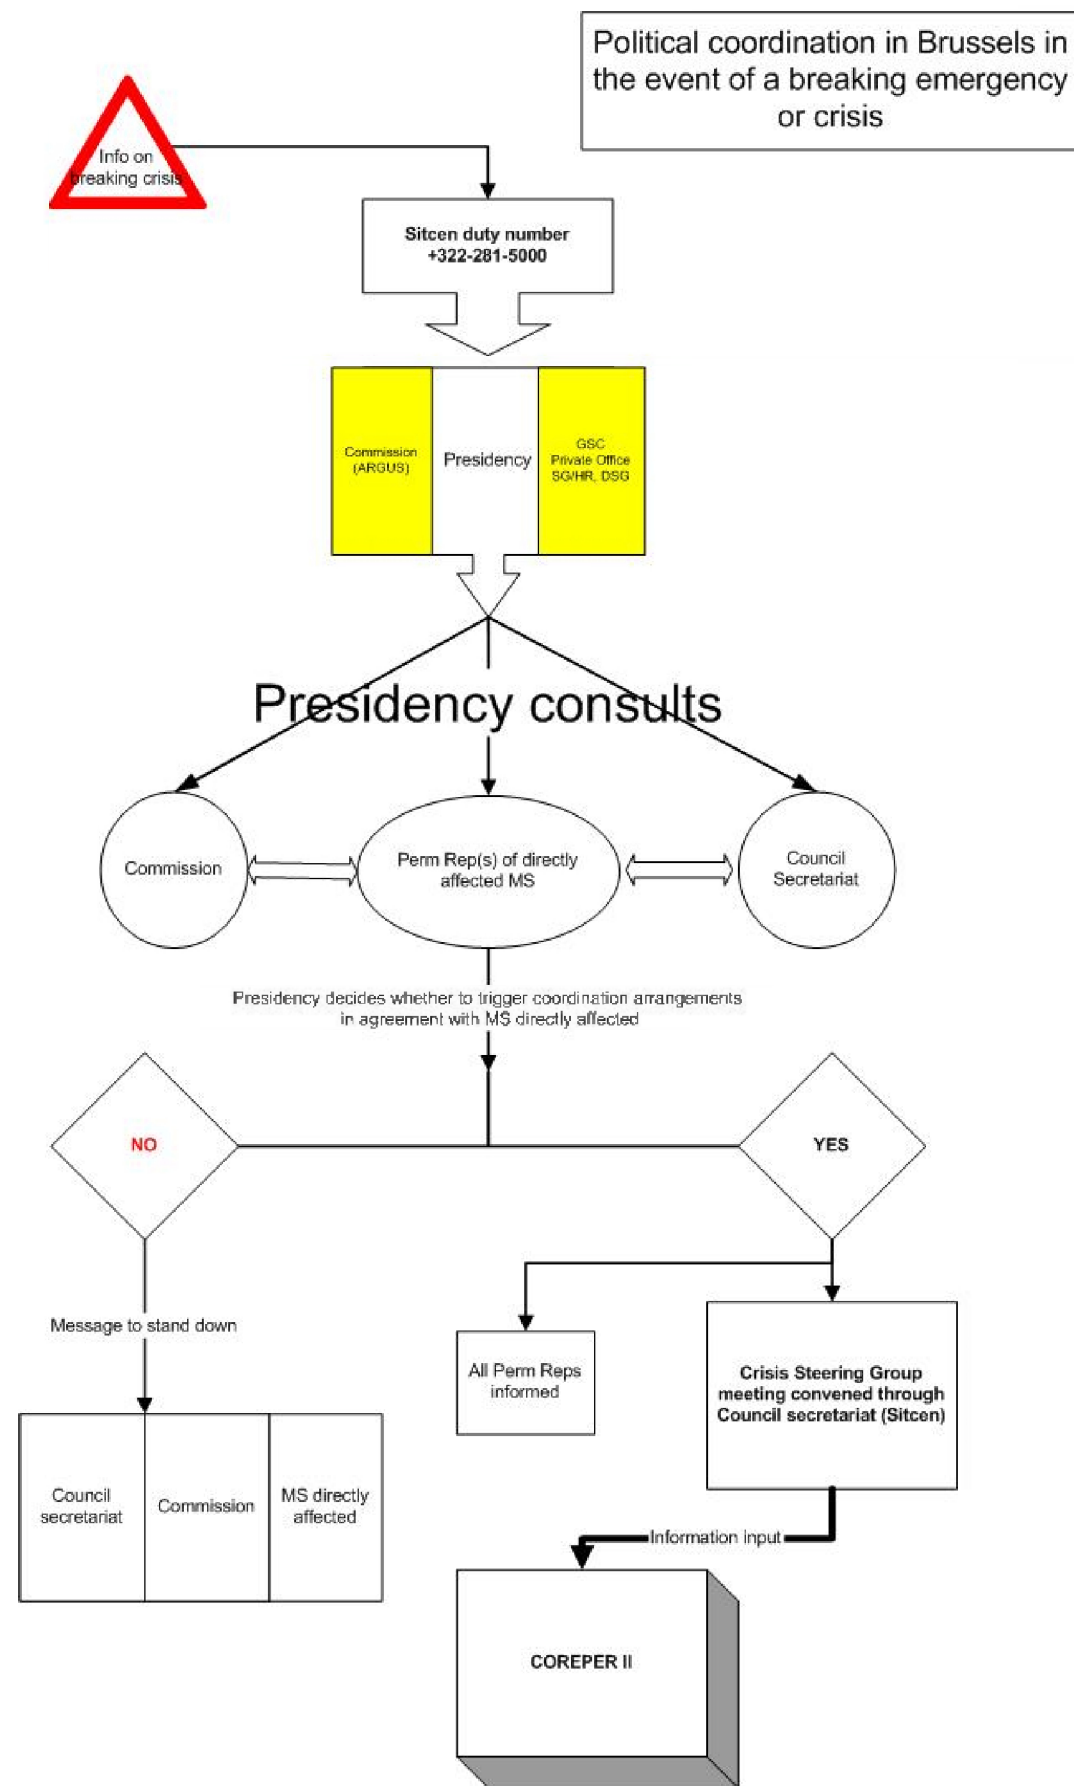 Political coordination in Brussels in
the event of a breaking emergency
or crisis
Info on
breaking crisis
Sitcen duty number
+322-281-5000
Commission
(ARGUS)
Presidency
GSC
Private Office
SG/HR, DSG
Presidency consults
Commission
Perm Rep(s) of directly
affected MS
Council
Secretariat
Presidency decides whether to trigger coordination arrangements
in agreement with MS directly affected
NO
YES
Message to stand down
All Perm Reps
informed
Crisis Steering Group
meeting convened through
Council secretariat (Sitcen)
Council
secretariat
Commission
MS directly
affected
Information input
COREPER II